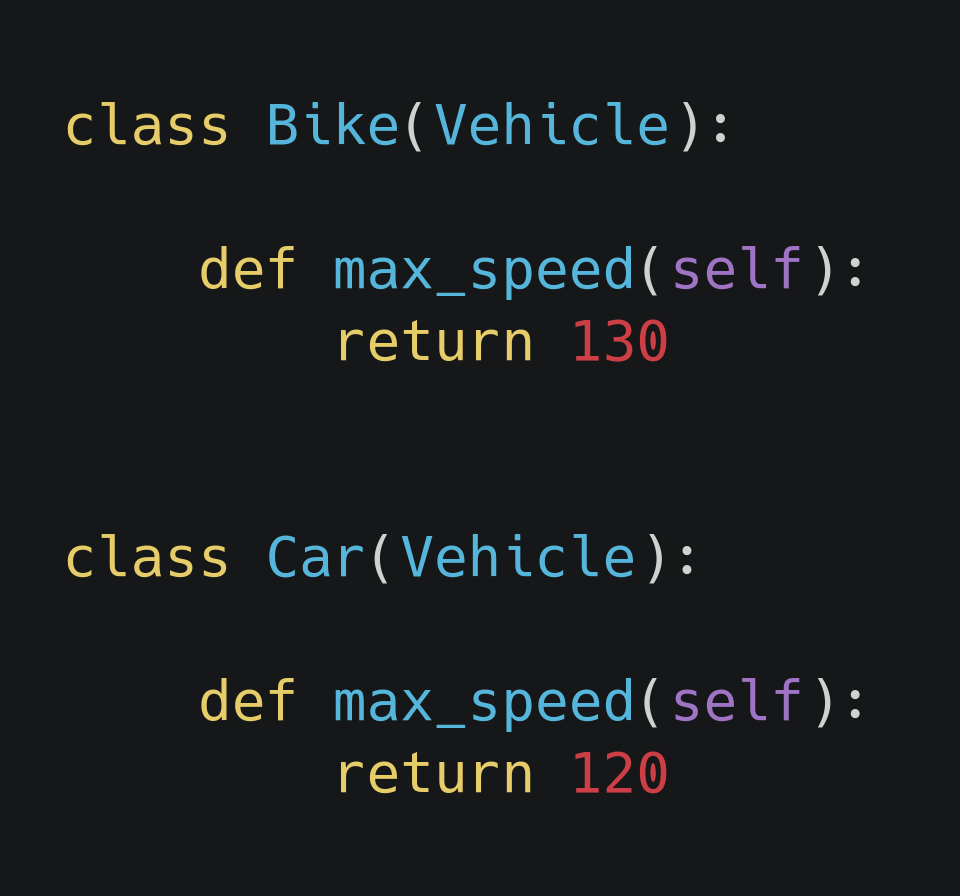 class Bike(Vehicle):

    def max_speed(self):
        return 130


class Car(Vehicle):

    def max_speed(self):
        return 120